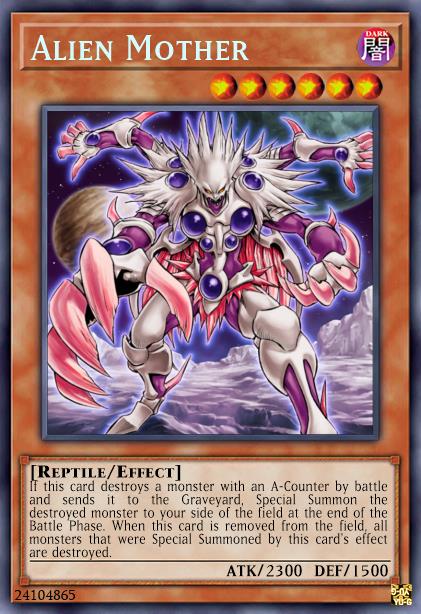 ALIEN MOTHER
DARK
闇
[REPTILE/EFFECT]
If this card destroys a monster with an A-Counter by battle
and sends it to the Graveyard, Special Summon the
destroyed monster to your side of the field at the end of the
Battle Phase. When this card is removed from the field, all
monsters that were Special Summoned by this card's effect
are destroyed.
ATK/2300 DEF/1500
24104865